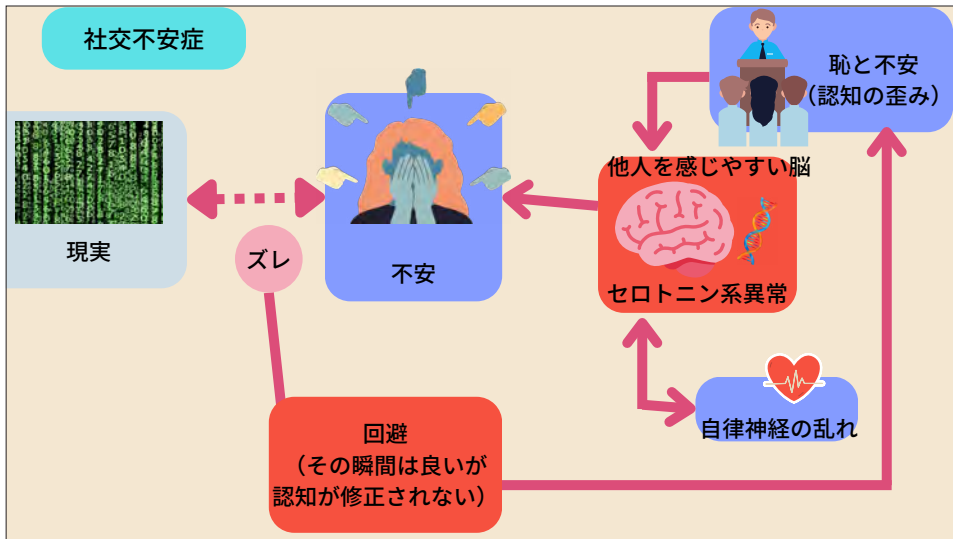 社交不安症
恥と不安
（認知の歪み）
他人を感じやすい脳
セロトニン系異常
不安
現実
ズレ
自律神経の乱れ
回避
（その瞬間は良いが
認知が修正されない）